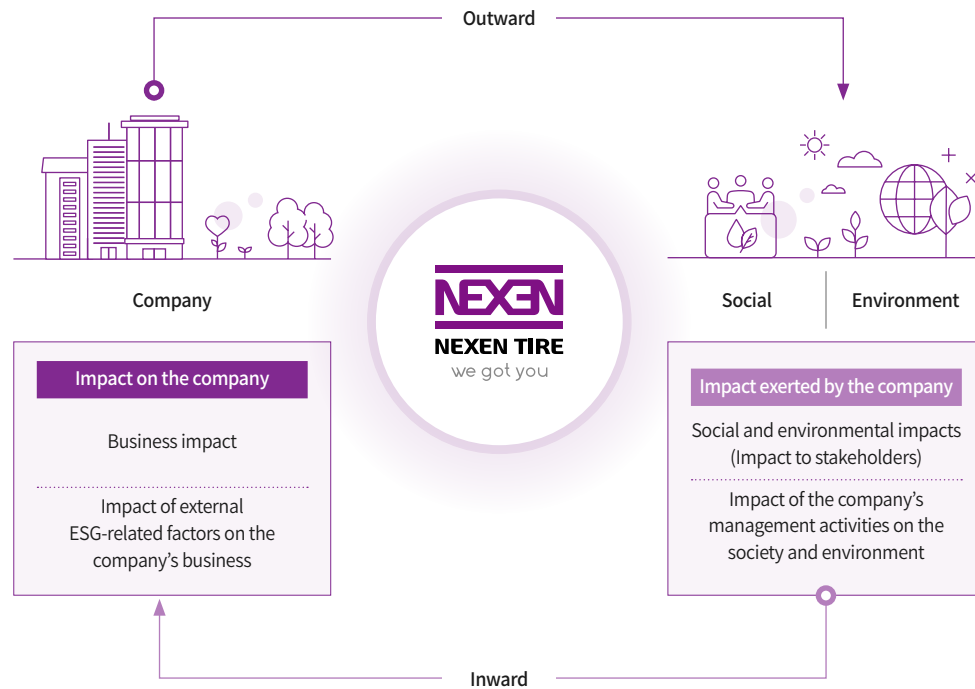 Outward
Company
Social
Environment
NEXEN
NEXEN TIRE
we got you
Impact on the company
Business impact
Impact of external
ESG-related factors on the
company's business
Impact exerted by the company
Social and environmental impacts
(Impact to stakeholders)
Impact of the company's
management activities on the
society and environment
Inward